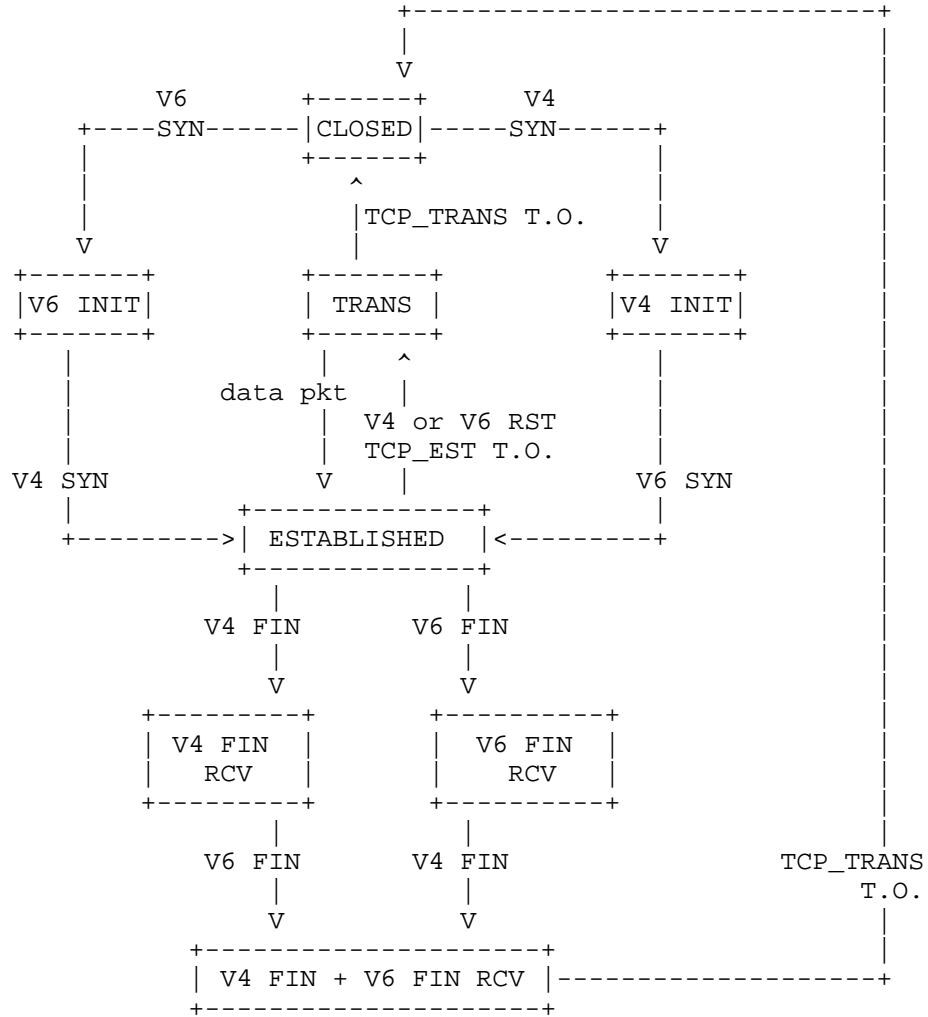 V6 V4
SYN CLOSED SYN
TCP_TRANS T.O.
V6 INIT TRANS V4 INIT
data pkt
V4 or V6 RST
TCP_EST T.O.
V4 SYN V6 SYN
ESTABLISHED
V4 FIN V6 FIN
V4 FIN V6 FIN
RCV RCV
V6 FIN V4 FIN TCP_TRANS
T.O.
V4 FIN + V6 FIN RCV